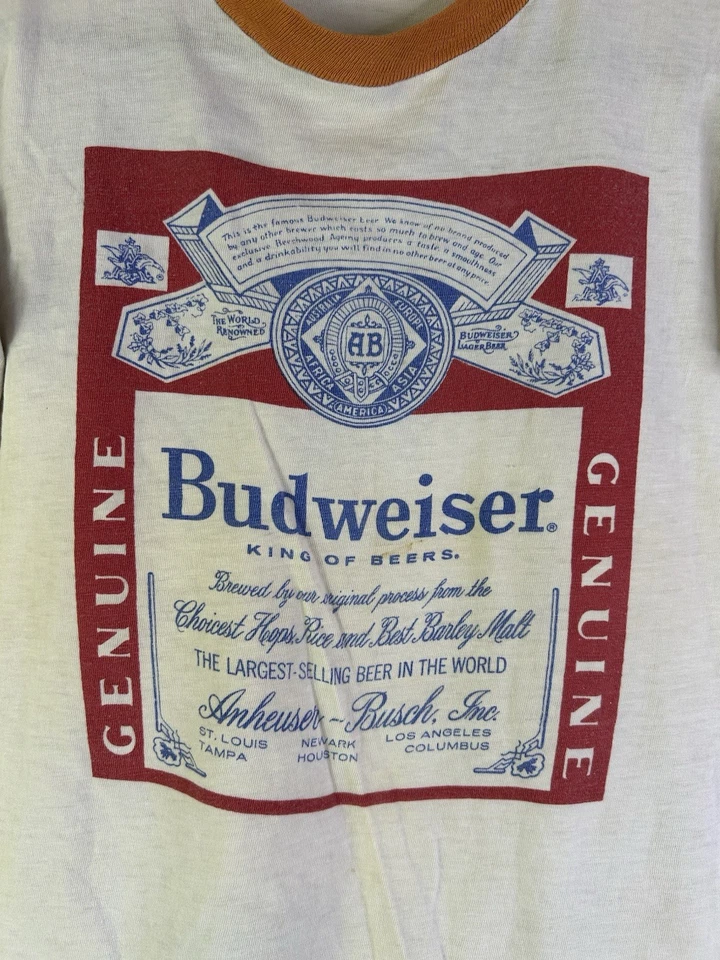 This is the famous Budweiser beer. We know of no brand produced
by any other brewer which costs so much to brew and age. Our
exclusive Beechwood Ageing produces a taste, a smoothness
and a drinkability you will find in no other beer at any price.
THE WORLD
RENOWNED
BUDWEISER
LAGER BEER
EUROPE
AFRICA
AB
ASIA
AMERICA
GENUINE
GENUINE
Budweiser®
KING OF BEERS.
Brewed by our original process from the
Choicest Hops, Rice and Best Barley Malt
THE LARGEST-SELLING BEER IN THE WORLD
Anheuser-Busch, Inc.
ST. LOUIS NEWARK LOS ANGELES
TAMPA HOUSTON COLUMBUS